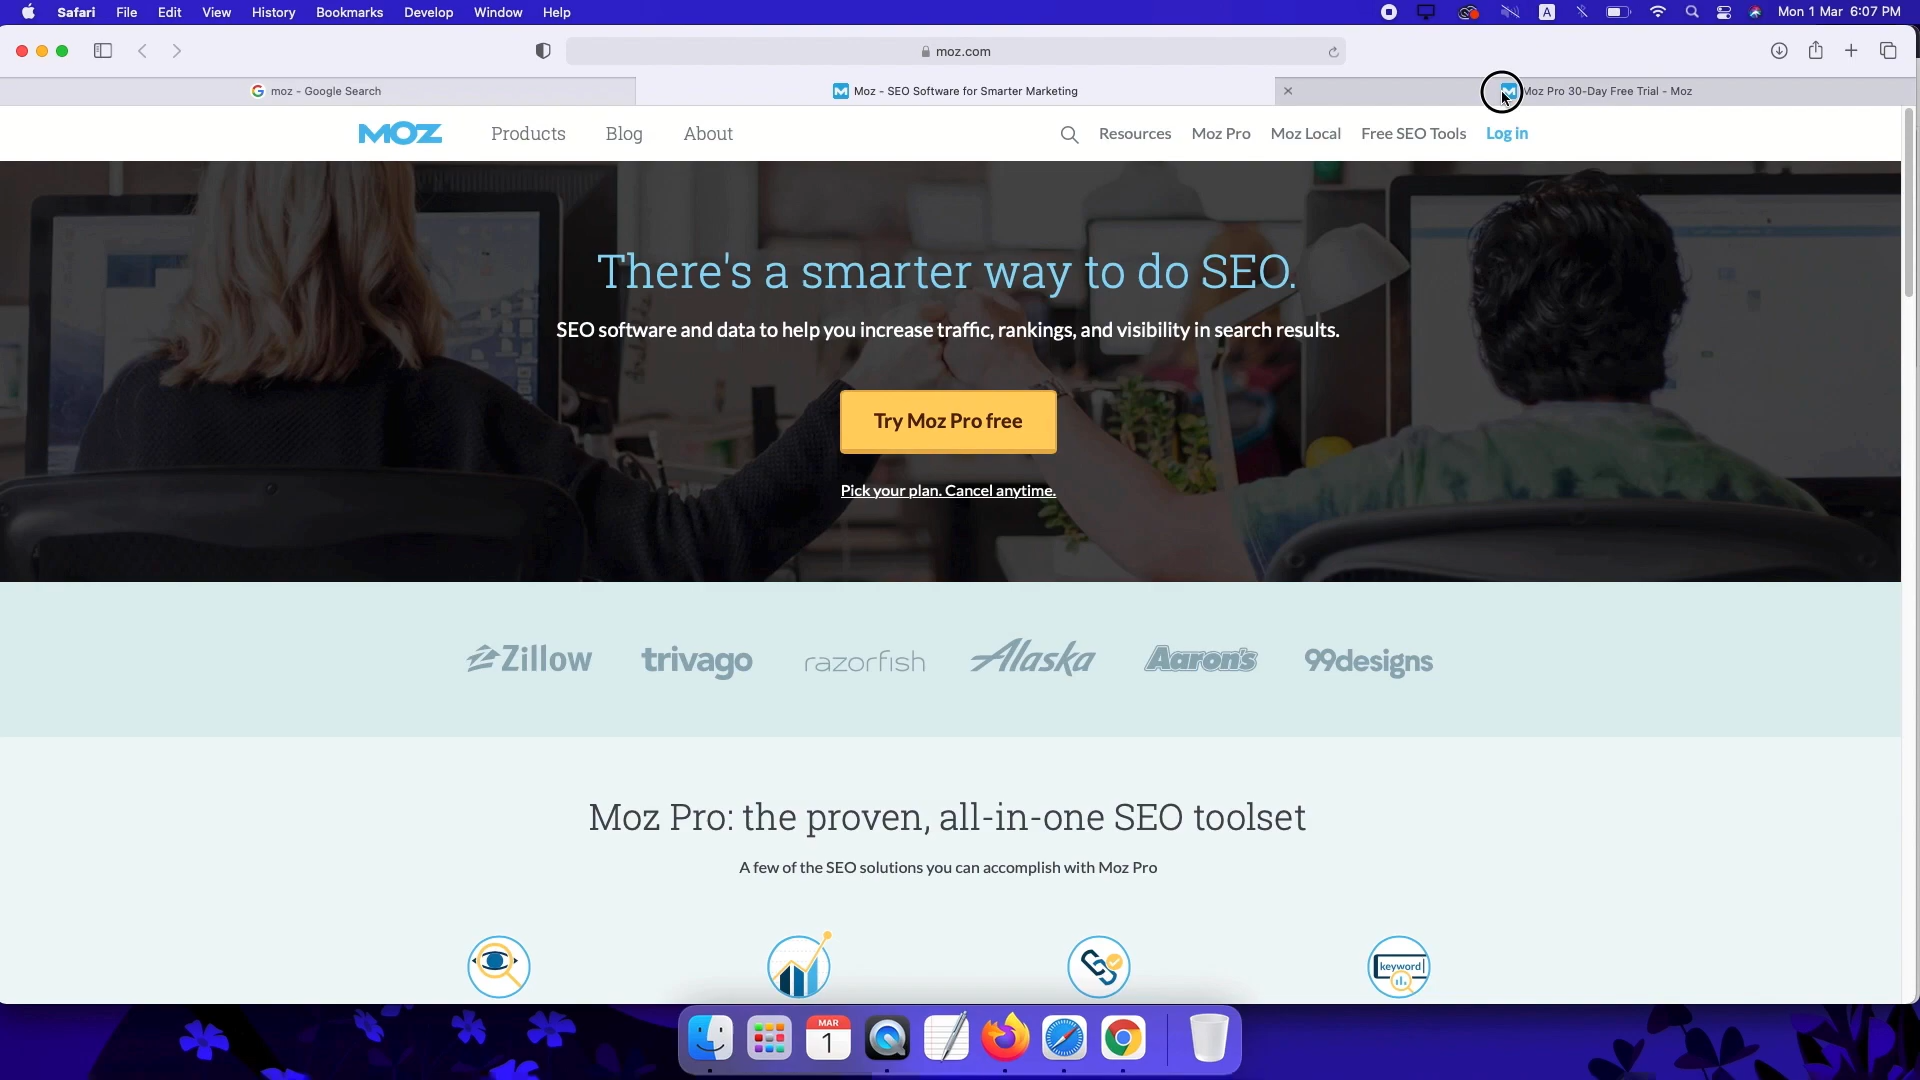 Safari File Edit View History Bookmarks Develop Window Help A Mon 1 Mar 6:07 PM
moz.com
moz - Google Search
Moz - SEO Software for Smarter Marketing
Moz Pro 30-Day Free Trial - Moz
MOZ Products Blog About Resources Moz Pro Moz Local Free SEO Tools Log in
There's a smarter way to do SEO.
SEO software and data to help you increase traffic, rankings, and visibility in search results.
Try Moz Pro free
Pick your plan. Cancel anytime.
Zillow trivago razorfish Alaska Aaron's 99designs
Moz Pro: the proven, all-in-one SEO toolset
A few of the SEO solutions you can accomplish with Moz Pro
keyword
MAR
1